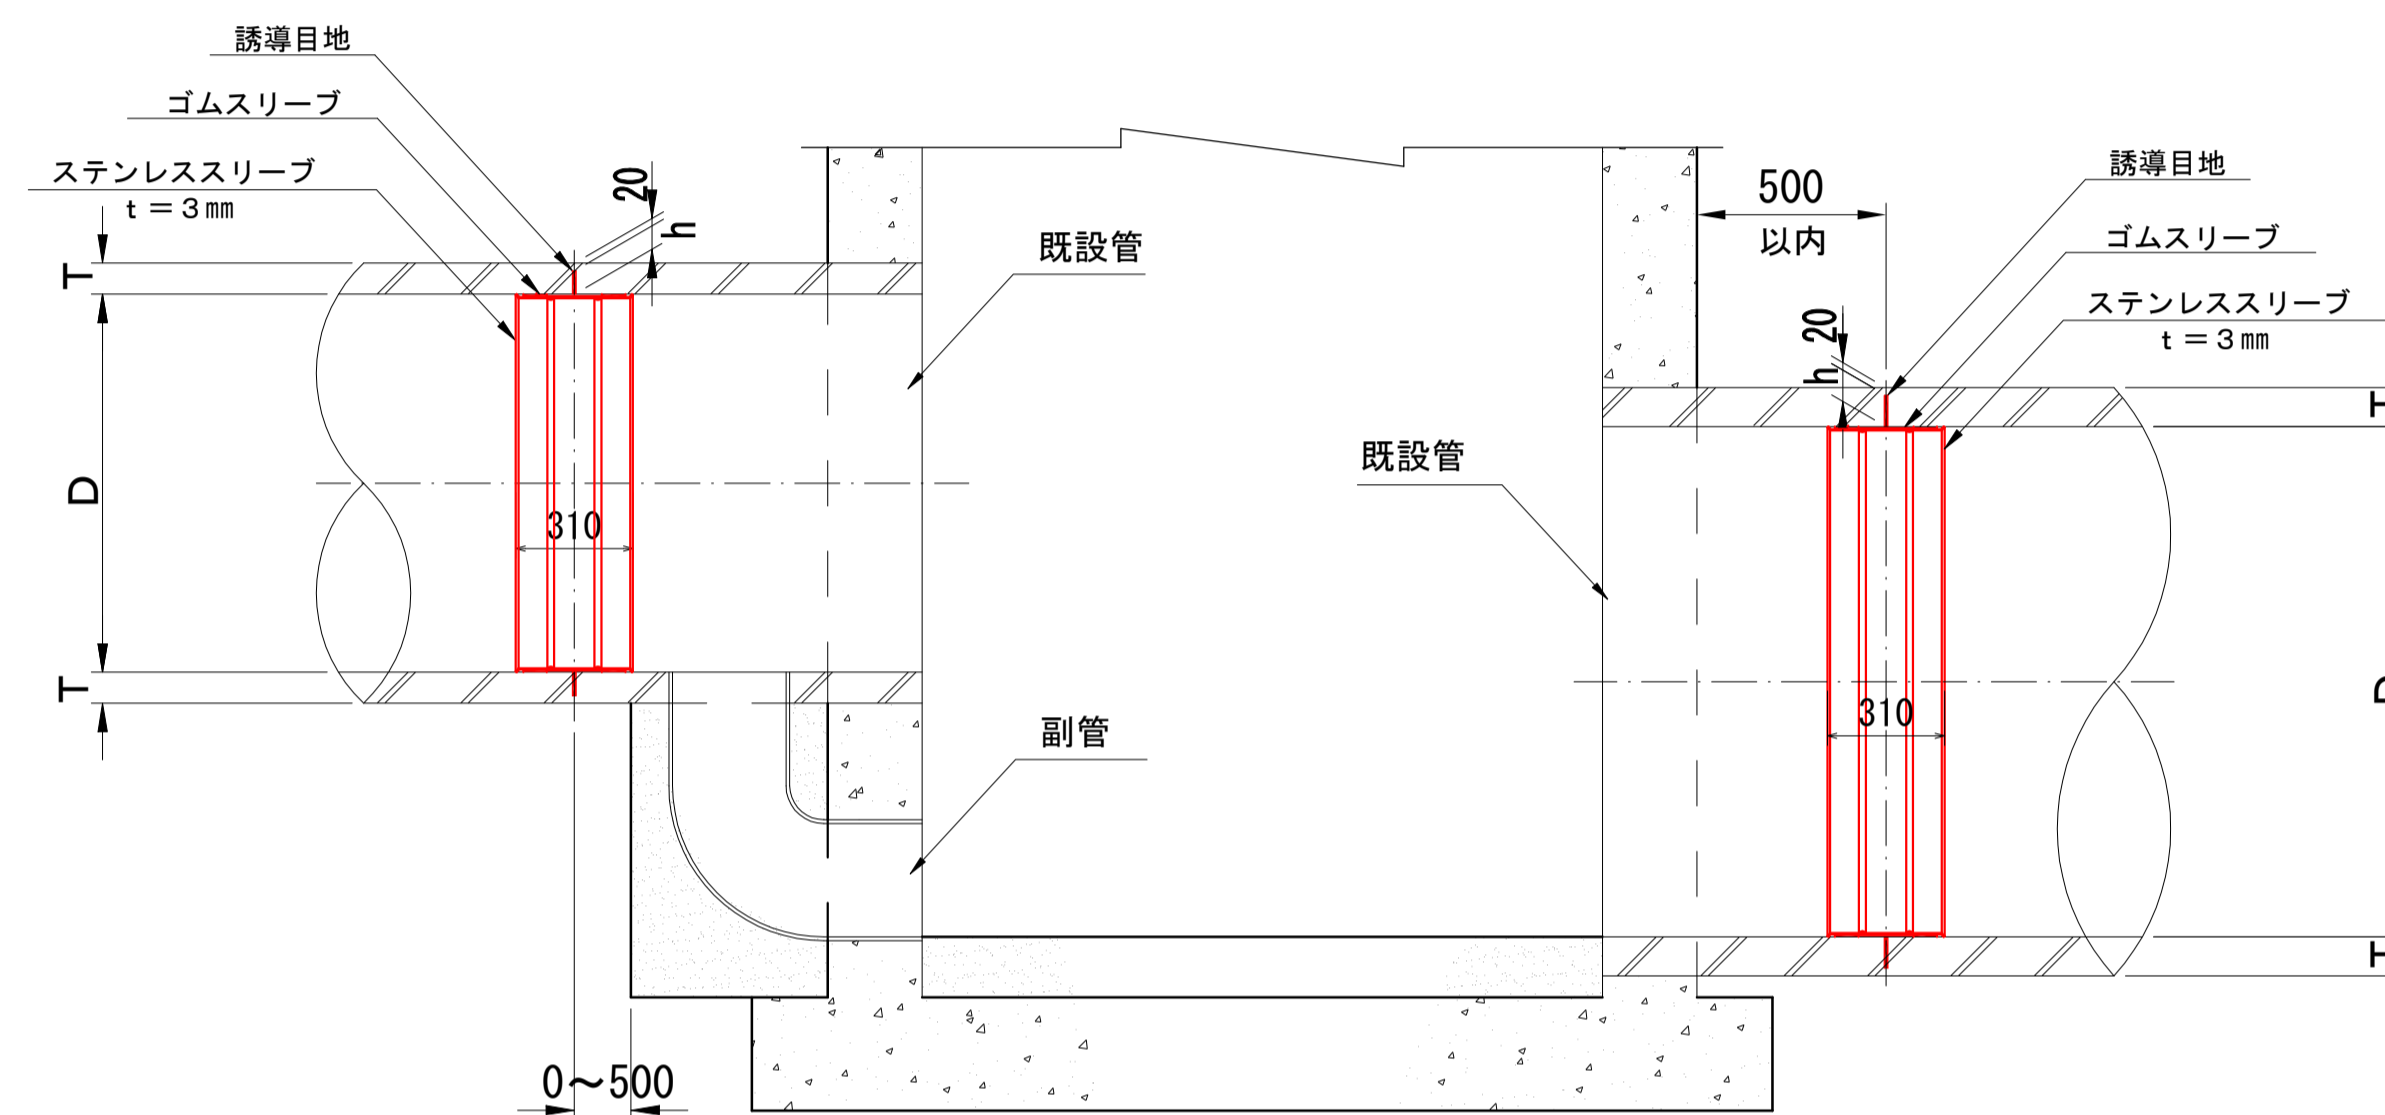 誘導目地
ゴムスリーブ
ステンレススリーブ
t=3㎜
20
h
T
D
T
310
既設管
副管
0~500
500
以内
誘導目地
ゴムスリーブ
ステンレススリーブ
t=3㎜
20
h
既設管
310